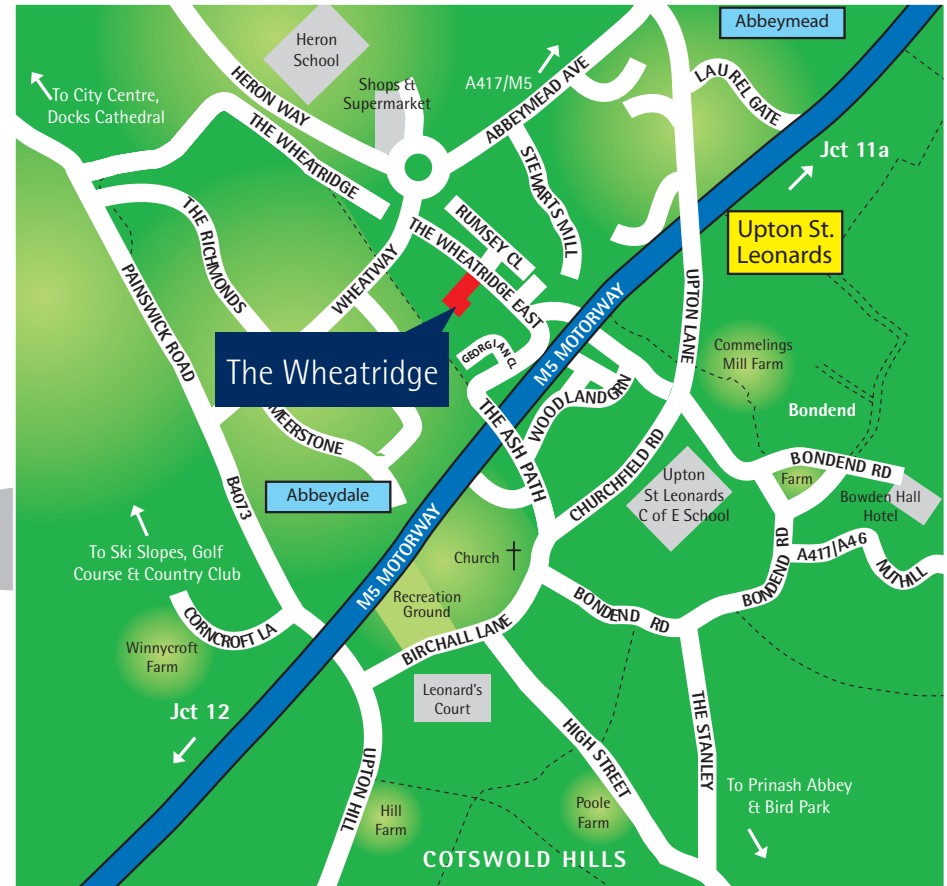 Abbeymead
Heron
School
To City Centre,
Docks Cathedral
HERON WAY
Shops &
Supermarket
A417/M5
ABBEYMEAD AVE
LAUREL GATE
THE WHEATRIDGE
STEWARTS MILL
Jct 11a
THE RICHMONDS
RUMSEY CL
THE WHEATRIDGE EAST
Upton St.
Leonards
WHEATWAY
PAINSWICK ROAD
M5 MOTORWAY
UPTON LANE
The Wheatridge
GEORGIAN CL
Commelings
Mill Farm
WOODLANDGRN
Bondend
MEERSTONE
THE ASH PATH
CHURCHFIELD RD
BONDEND RD
B4073
Abbeydale
Upton
St Leonards
C of E School
Farm
Bowden Hall
Hotel
M5 MOTORWAY
To Ski Slopes, Golf
Course & Country Club
Church
BONDEND RD
A417/A46
NUTHILL
Recreation
Ground
BONDEND RD
CORNCROFT LA
Winnycroft
Farm
BIRCHALL LANE
Leonard's
Court
Jct 12
THE STANLEY
UPTON HILL
HIGH STREET
To Prinash Abbey
& Bird Park
Hill
Farm
Poole
Farm
COTSWOLD HILLS